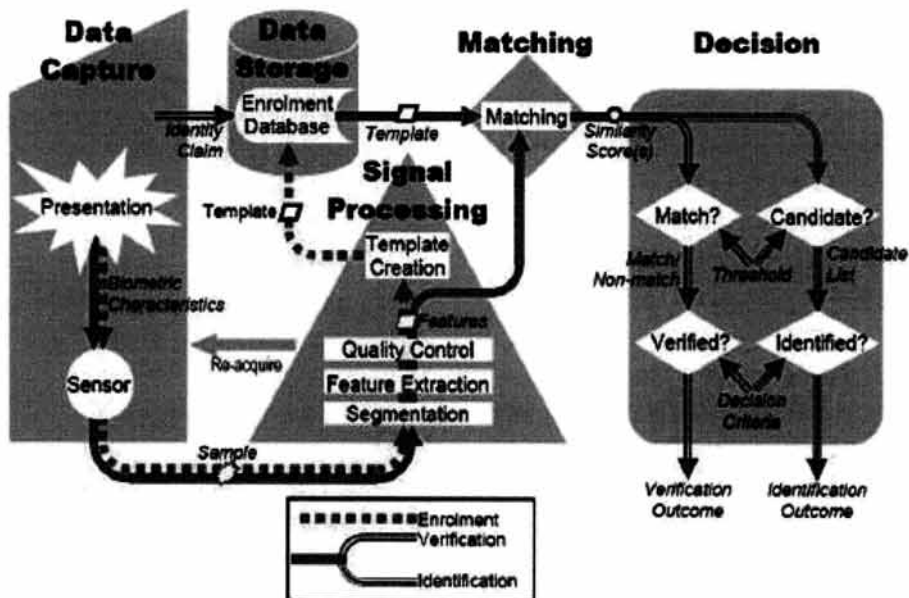 Data
Capture
Data
Storage
Matching
Decision
Enrolment
Database
Identity
Claim
Template
Matching
Similarity
Score(s)
Presentation
Template
Signal
Processing
Template
Creation
Match?
Candidate?
Biometric
Characteristics
Match/
Non-match
Threshold
Candidate
List
Features
Re-acquire
Quality Control
Verified?
Identified?
Sensor
Feature Extraction
Segmentation
Decision
Criteria
Sample
Verification
Outcome
Identification
Outcome
Enrolment
Verification
Identification